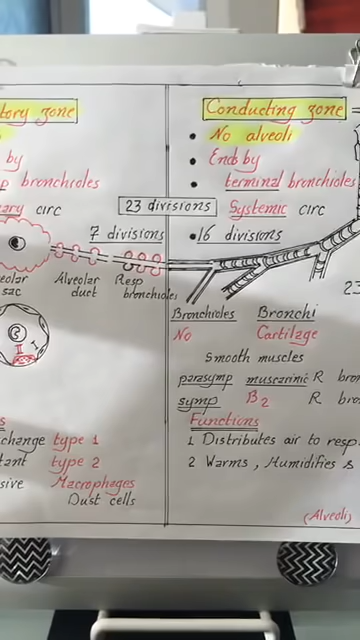 tory zone
by
p bronchioles
ary circ
Conducting zone
• No alveoli
• Ends by
• terminal bronchioles
Systemic circ
23 divisions
7 divisions
• 16 divisions
eolar sac
Alveolar duct
Resp bronchioles
23
Bronchioles Bronchi
No Cartilage
Smooth muscles
parasymp muscarinic R bron
symp B2 R bro
s
change type 1
tant type 2
sive Macrophages
Dust cells
Functions
1 Distributes air to resp.
2 Warms, Humidifies &
(Alveoli)
I
II